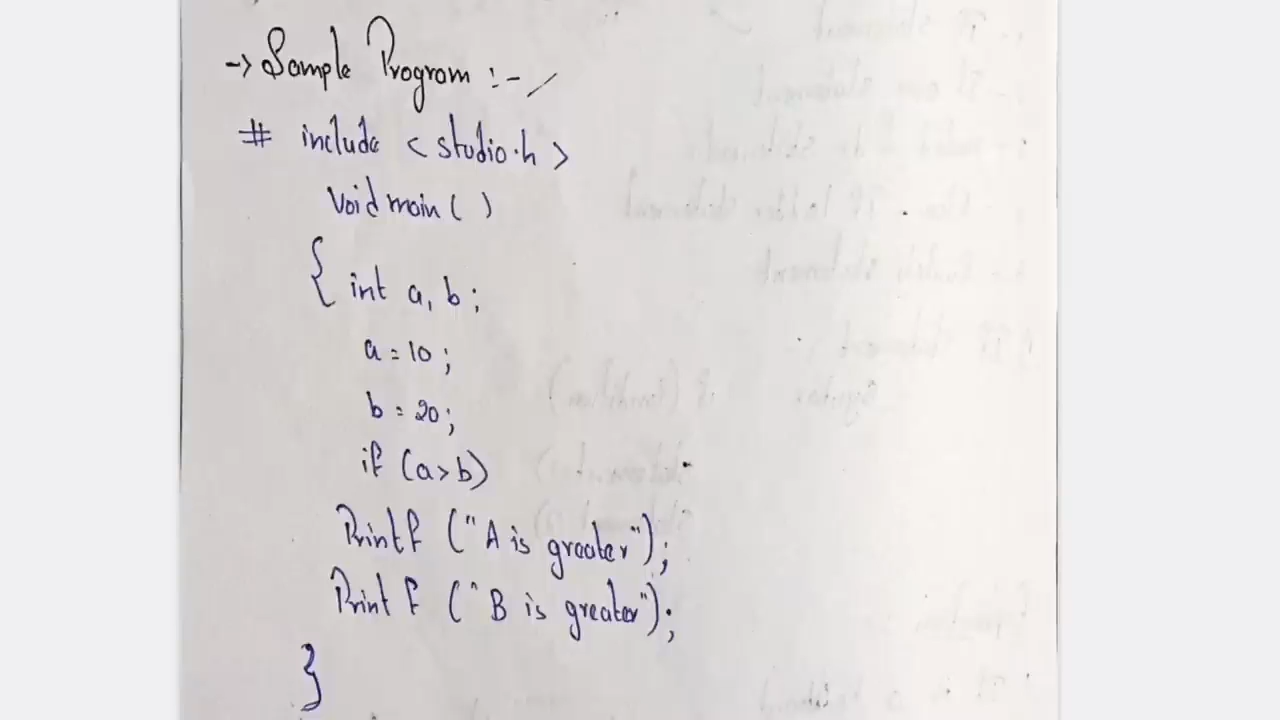 -> Sample Program :-
# include < studio.h >
void main ( )
{ int a, b ;
a = 10 ;
b = 20 ;
if (a > b)
Printf ("A is greater") ;
Print f ("B is greater") ;
}